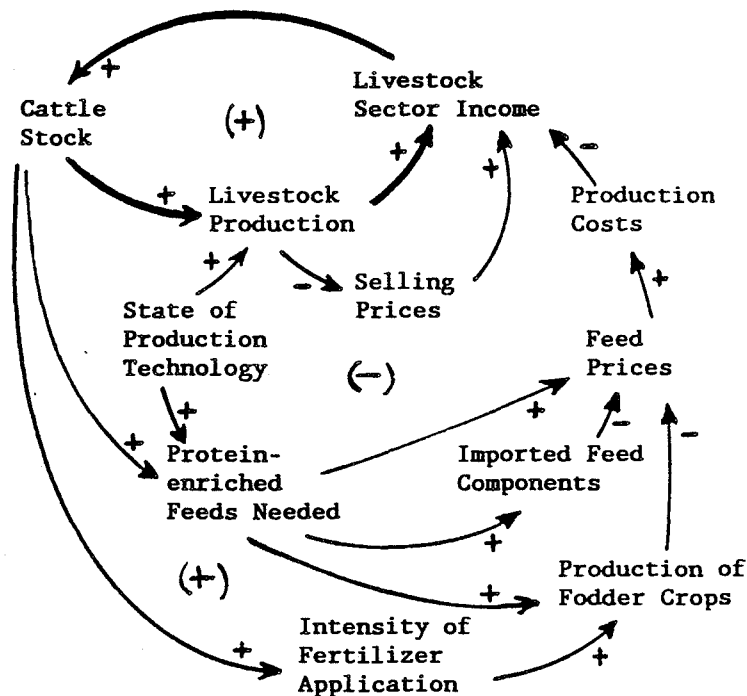 +
Livestock
Sector Income
Cattle
Stock
(+)
+
-
+
+
Livestock
Production
Production
Costs
+
-
Selling
Prices
+
State of
Production
Technology
Feed
Prices
(-)
+
+
-
-
+
Protein-
enriched
Feeds Needed
Imported Feed
Components
+
(+)
+
Production of
Fodder Crops
+
Intensity of
Fertilizer
Application
+